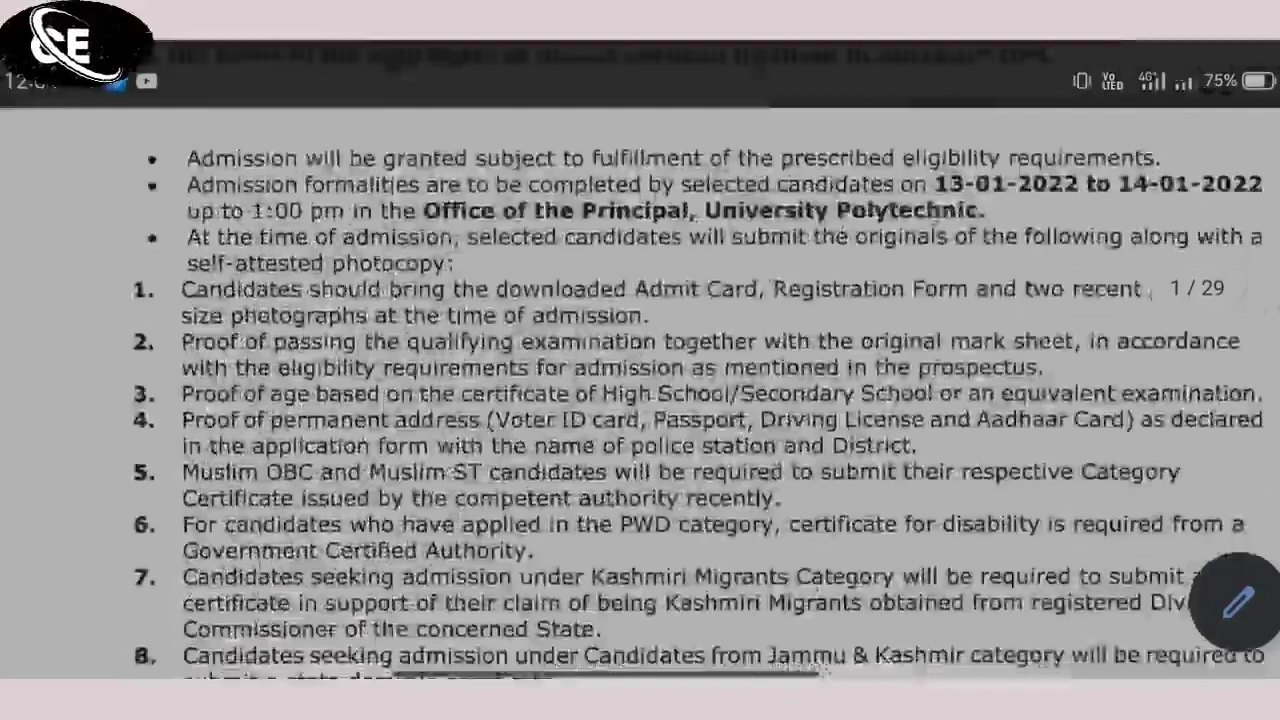 CE
75%
• Admission will be granted subject to fulfillment of the prescribed eligibility requirements.
• Admission formalities are to be completed by selected candidates on 13-01-2022 to 14-01-2022
up to 1:00 pm in the Office of the Principal, University Polytechnic.
• At the time of admission, selected candidates will submit the originals of the following along with a
self-attested photocopy:
1. Candidates should bring the downloaded Admit Card, Registration Form and two recent 1 / 29
size photographs at the time of admission.
2. Proof of passing the qualifying examination together with the original mark sheet, in accordance
with the eligibility requirements for admission as mentioned in the prospectus.
3. Proof of age based on the certificate of High School/Secondary School or an equivalent examination.
4. Proof of permanent address (Voter ID card, Passport, Driving License and Aadhaar Card) as declared
in the application form with the name of police station and District.
5. Muslim OBC and Muslim ST candidates will be required to submit their respective Category
Certificate issued by the competent authority recently.
6. For candidates who have applied in the PWD category, certificate for disability is required from a
Government Certified Authority.
7. Candidates seeking admission under Kashmiri Migrants Category will be required to submit
certificate in support of their claim of being Kashmiri Migrants obtained from registered
Commissioner of the concerned State.
8. Candidates seeking admission under Candidates from Jammu & Kashmir category will be required to